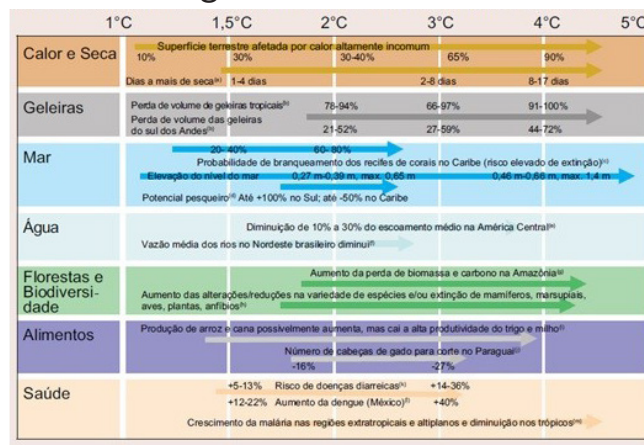 1°C 1,5°C 2°C 3°C 4°C 5°C
Calor e Seca
Superfície terrestre afetada por calor altamente incomum
10% 30% 30-40% 65% 90%
Dias a mais de seca(a) 1-4 dias 2-8 dias 8-17 dias
Geleiras
Perda de volume de geleiras tropicais(b) 78-94% 66-97% 91-100%
Perda de volume das geleiras
do sul dos Andes(b) 21-52% 27-59% 44-72%
Mar
20- 40% 60- 80%
Probabilidade de branqueamento dos recifes de corais no Caribe (risco elevado de extinção)(c)
Elevação do nível do mar 0,27 m-0,39 m, max. 0,65 m 0,46 m-0,66 m, max. 1,4 m
Potencial pesqueiro(d) Até +100% no Sul; até -50% no Caribe
Água
Diminuição de 10% a 30% do escoamento médio na América Central(e)
Vazão média dos rios no Nordeste brasileiro diminui(f)
Florestas e
Biodiversi-
dade
Aumento da perda de biomassa e carbono na Amazônia(g)
Aumento das alterações/reduções na variedade de espécies e/ou extinção de mamíferos, marsupiais,
aves, plantas, anfíbios(h)
Alimentos
Produção de arroz e cana possivelmente aumenta, mas cai a alta produtividade do trigo e milho(i)
Número de cabeças de gado para corte no Paraguai(j)
-16% -27%
Saúde
+5-13% Risco de doenças diarreicas(k) +14-36%
+12-22% Aumento da dengue (México)(l) +40%
Crescimento da malária nas regiões extratropicais e altiplanos e diminuição nos trópicos(m)